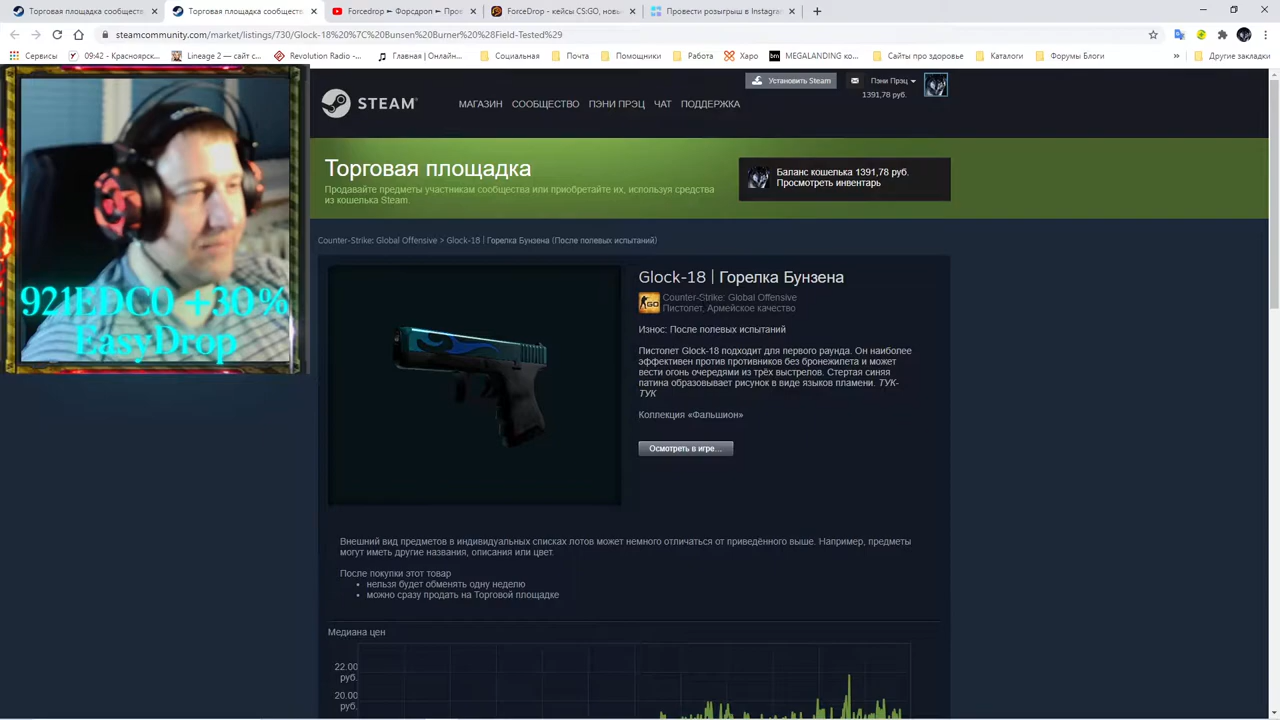 Торговая площадка сообществ
Торговая площадка сообществ
Forcedrop ⇐ Форсдроп ⇐ Про
ForceDrop - кейсы CS:GO, новы
Провести розыгрыш в Instagra
steamcommunity.com/market/listings/730/Glock-18%20%7C%20Bunsen%20Burner%20%28Field-Tested%29
Сервисы
09:42 - Красноярск...
Lineage 2 — сайт с...
Revolution Radio -...
Главная | Онлайн...
Социальная
Почта
Помощники
Работа
Харо
MEGALANDING ко...
Сайты про здоровье
Каталоги
Форумы Блоги
»
Другие закладки
STEAM®
МАГАЗИН СООБЩЕСТВО ПЭНИ ПРЭЦ ЧАТ ПОДДЕРЖКА
Установить Steam
Пэни Прэц
1391,78 руб.
Торговая площадка
Продавайте предметы участникам сообщества или приобретайте их, используя средства
из кошелька Steam.
Баланс кошелька 1391,78 руб.
Просмотреть инвентарь
Counter-Strike: Global Offensive > Glock-18 | Горелка Бунзена (После полевых испытаний)
921EDC0 +30%
EasyDrop
Glock-18 | Горелка Бунзена
GO
Counter-Strike: Global Offensive
Пистолет, Армейское качество
Износ: После полевых испытаний
Пистолет Glock-18 подходит для первого раунда. Он наиболее
эффективен против противников без бронежилета и может
вести огонь очередями из трёх выстрелов. Стертая синяя
патина образовывает рисунок в виде языков пламени. ТУК-
ТУК
Коллекция «Фальшион»
Осмотреть в игре...
Внешний вид предметов в индивидуальных списках лотов может немного отличаться от приведённого выше. Например, предметы
могут иметь другие названия, описания или цвет.
После покупки этот товар
• нельзя будет обменять одну неделю
• можно сразу продать на Торговой площадке
Медиана цен
22.00
руб.
20.00
руб.